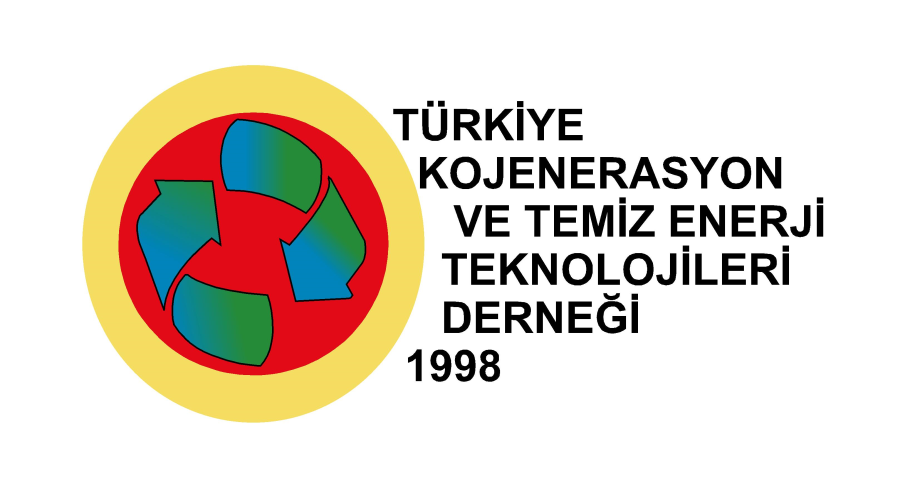 TÜRKİYE
KOJENERASYON
VE TEMİZ ENERJİ
TEKNOLOJİLERİ
DERNEĞİ
1998